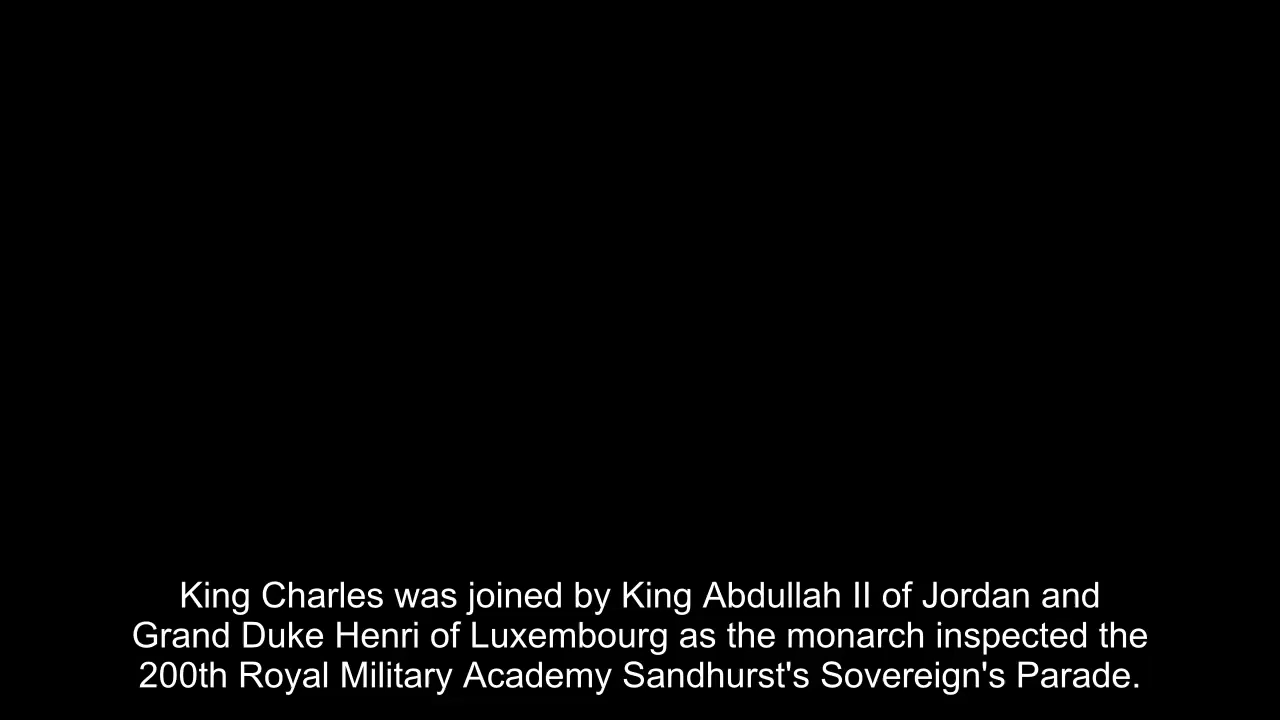 King Charles was joined by King Abdullah II of Jordan and
Grand Duke Henri of Luxembourg as the monarch inspected the
200th Royal Military Academy Sandhurst's Sovereign's Parade.